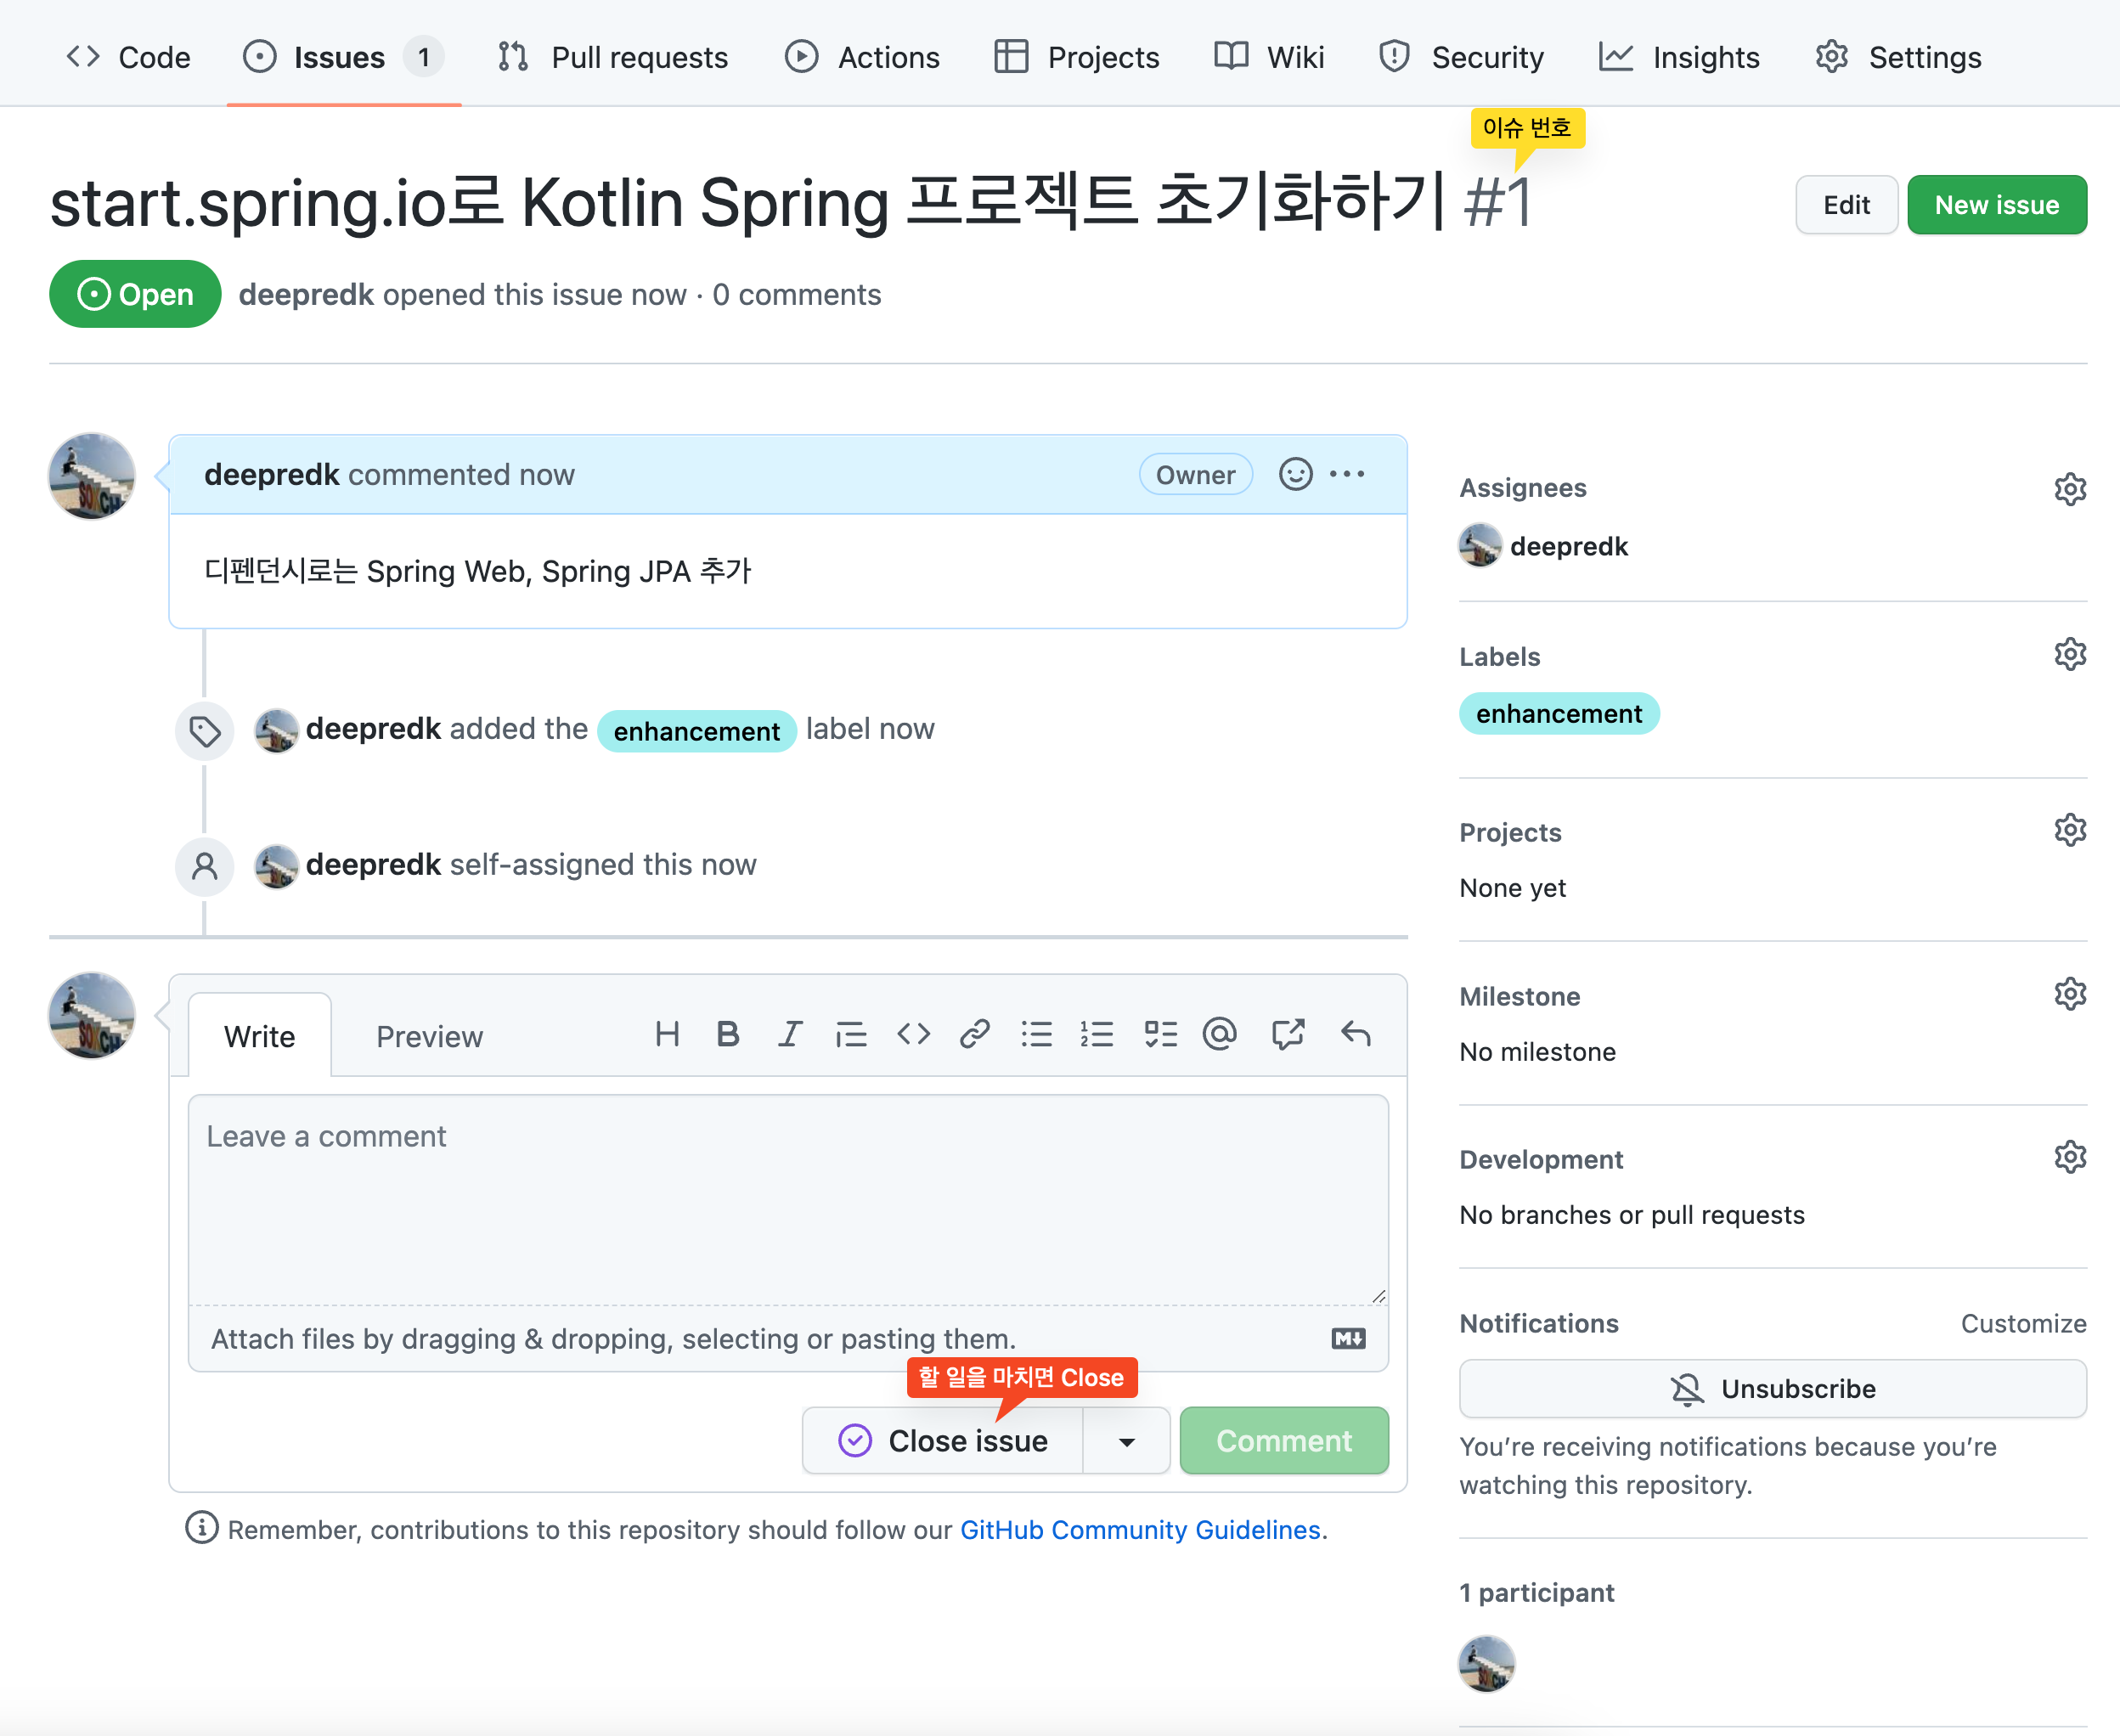 Code Issues 1 Pull requests Actions Projects Wiki Security Insights Settings
이슈 번호
start.spring.io로 Kotlin Spring 프로젝트 초기화하기 #1
Edit New issue
Open deepredk opened this issue now · 0 comments
deepredk commented now Owner
디펜던시로는 Spring Web, Spring JPA 추가
deepredk added the enhancement label now
deepredk self-assigned this now
Write Preview
Leave a comment
Attach files by dragging & dropping, selecting or pasting them.
할 일을 마치면 Close
Close issue Comment
Remember, contributions to this repository should follow our GitHub Community Guidelines.
Assignees
deepredk
Labels
enhancement
Projects
None yet
Milestone
No milestone
Development
No branches or pull requests
Notifications Customize
Unsubscribe
You’re receiving notifications because you’re
watching this repository.
1 participant